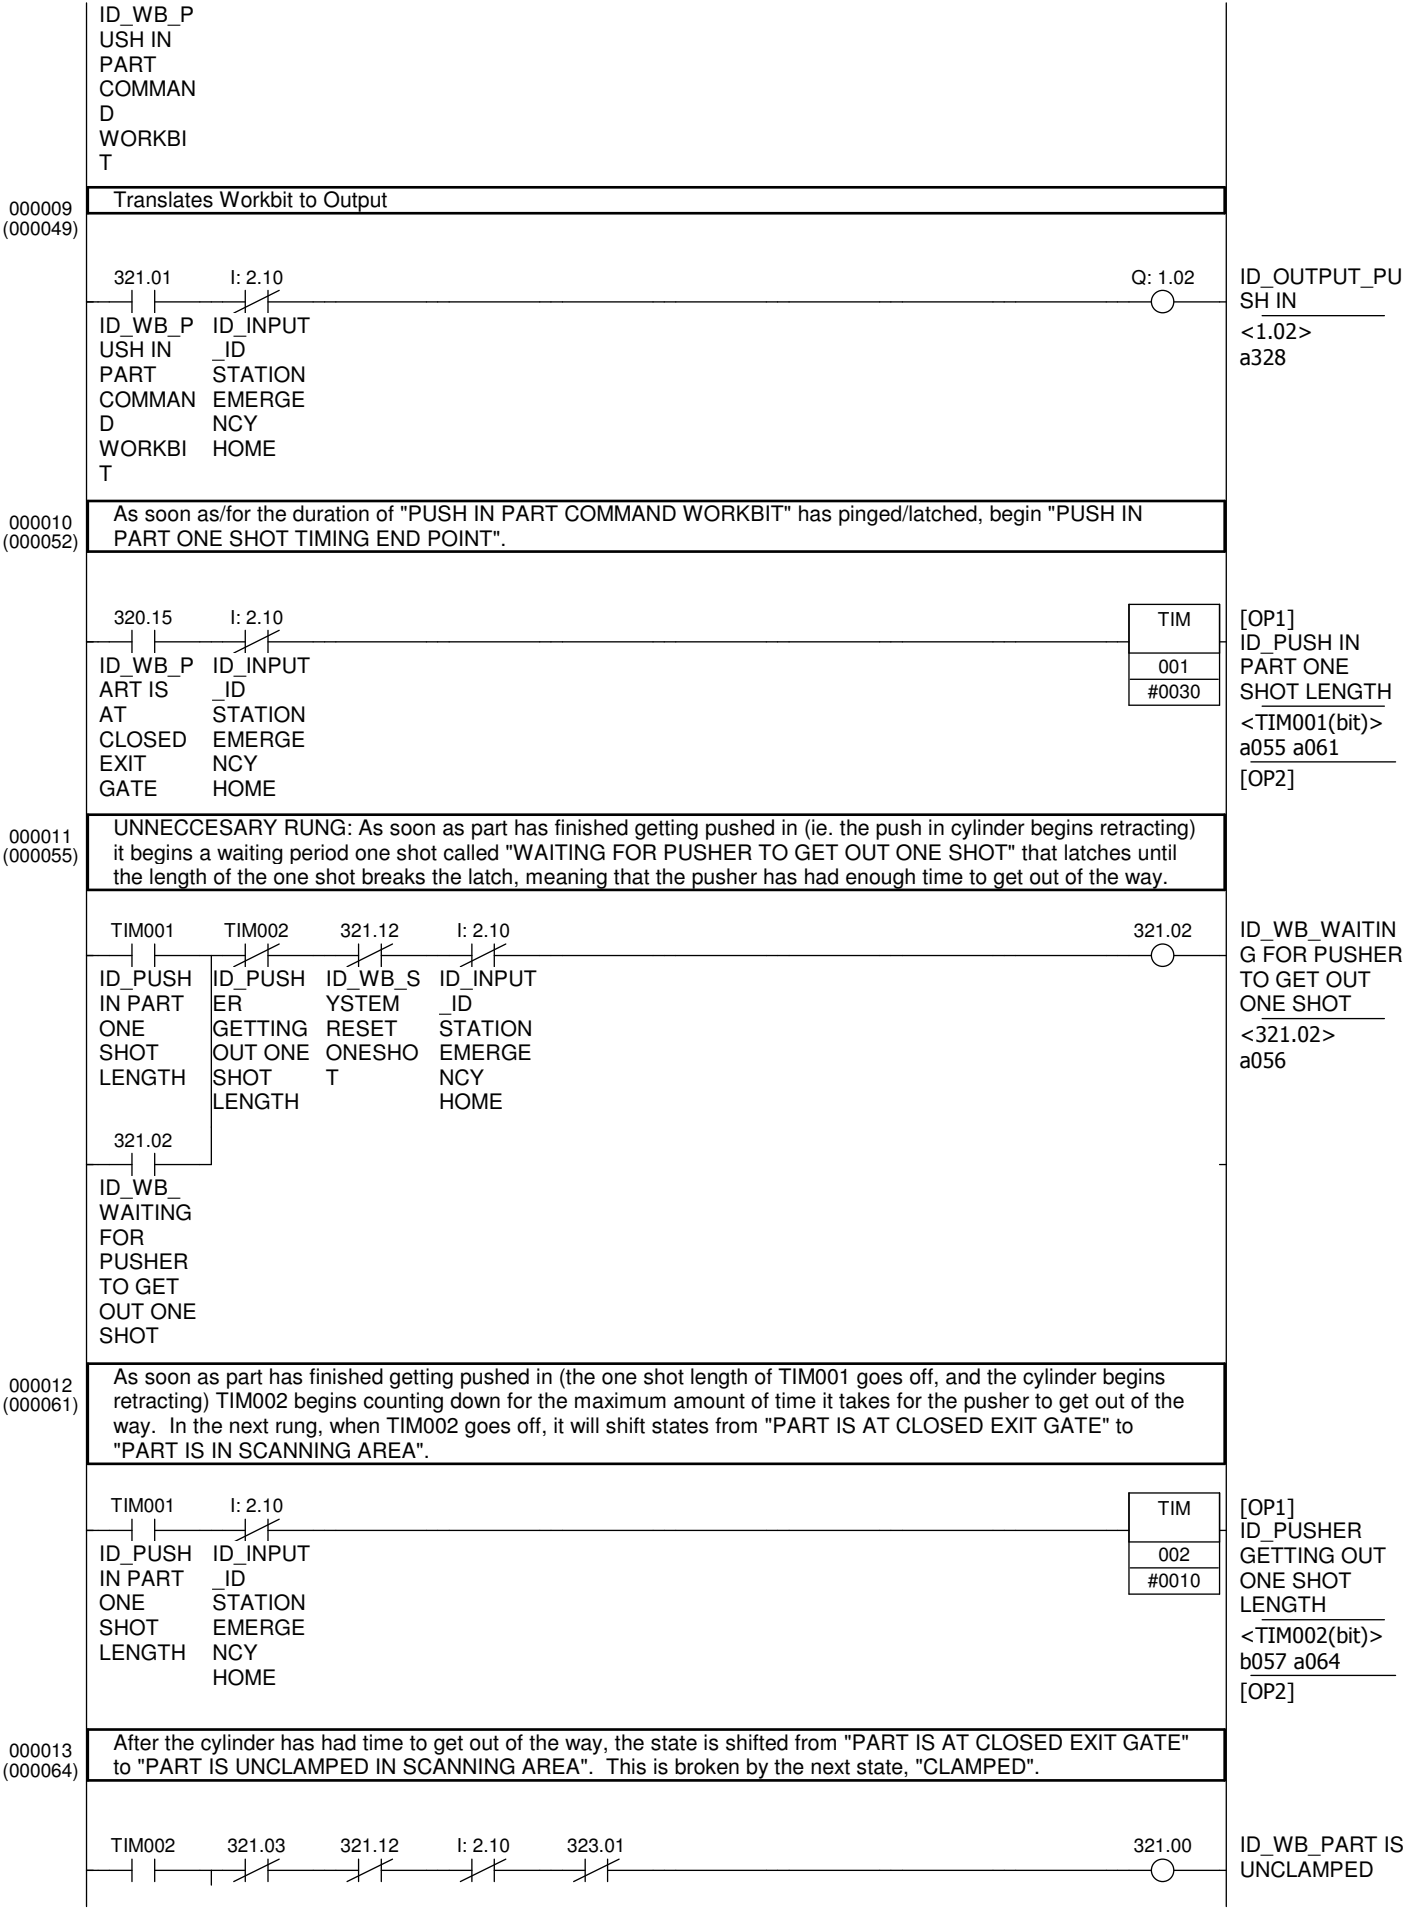 ID_WB_P
USH IN
PART
COMMAN
D
WORKBI
T
000009
(000049)
Translates Workbit to Output
321.01 I: 2.10 Q: 1.02
ID_WB_P
USH IN
PART
COMMAN
D
WORKBI
T
ID_INPUT
_ID
STATION
EMERGE
NCY
HOME
ID_OUTPUT_PU
SH IN
<1.02>
a328
000010
(000052)
As soon as/for the duration of "PUSH IN PART COMMAND WORKBIT" has pinged/latched, begin "PUSH IN
PART ONE SHOT TIMING END POINT".
320.15 I: 2.10
ID_WB_P
ART IS
AT
CLOSED
EXIT
GATE
ID_INPUT
_ID
STATION
EMERGE
NCY
HOME
TIM
001
#0030
[OP1]
ID_PUSH IN
PART ONE
SHOT LENGTH
<TIM001(bit)>
a055 a061
[OP2]
000011
(000055)
UNNECCESARY RUNG: As soon as part has finished getting pushed in (ie. the push in cylinder begins retracting)
it begins a waiting period one shot called "WAITING FOR PUSHER TO GET OUT ONE SHOT" that latches until
the length of the one shot breaks the latch, meaning that the pusher has had enough time to get out of the way.
TIM001 TIM002 321.12 I: 2.10 321.02
ID_PUSH
IN PART
ONE
SHOT
LENGTH
ID_PUSH
ER
GETTING
OUT ONE
SHOT
LENGTH
ID_WB_S
YSTEM
RESET
ONESHO
T
ID_INPUT
_ID
STATION
EMERGE
NCY
HOME
ID_WB_WAITIN
G FOR PUSHER
TO GET OUT
ONE SHOT
<321.02>
a056
321.02
ID_WB_
WAITING
FOR
PUSHER
TO GET
OUT ONE
SHOT
000012
(000061)
As soon as part has finished getting pushed in (the one shot length of TIM001 goes off, and the cylinder begins
retracting) TIM002 begins counting down for the maximum amount of time it takes for the pusher to get out of the
way.  In the next rung, when TIM002 goes off, it will shift states from "PART IS AT CLOSED EXIT GATE" to
"PART IS IN SCANNING AREA".
TIM001 I: 2.10
ID_PUSH
IN PART
ONE
SHOT
LENGTH
ID_INPUT
_ID
STATION
EMERGE
NCY
HOME
TIM
002
#0010
[OP1]
ID_PUSHER
GETTING OUT
ONE SHOT
LENGTH
<TIM002(bit)>
b057 a064
[OP2]
000013
(000064)
After the cylinder has had time to get out of the way, the state is shifted from "PART IS AT CLOSED EXIT GATE"
to "PART IS UNCLAMPED IN SCANNING AREA".  This is broken by the next state, "CLAMPED".
TIM002 321.03 321.12 I: 2.10 323.01 321.00
ID_WB_PART IS
UNCLAMPED